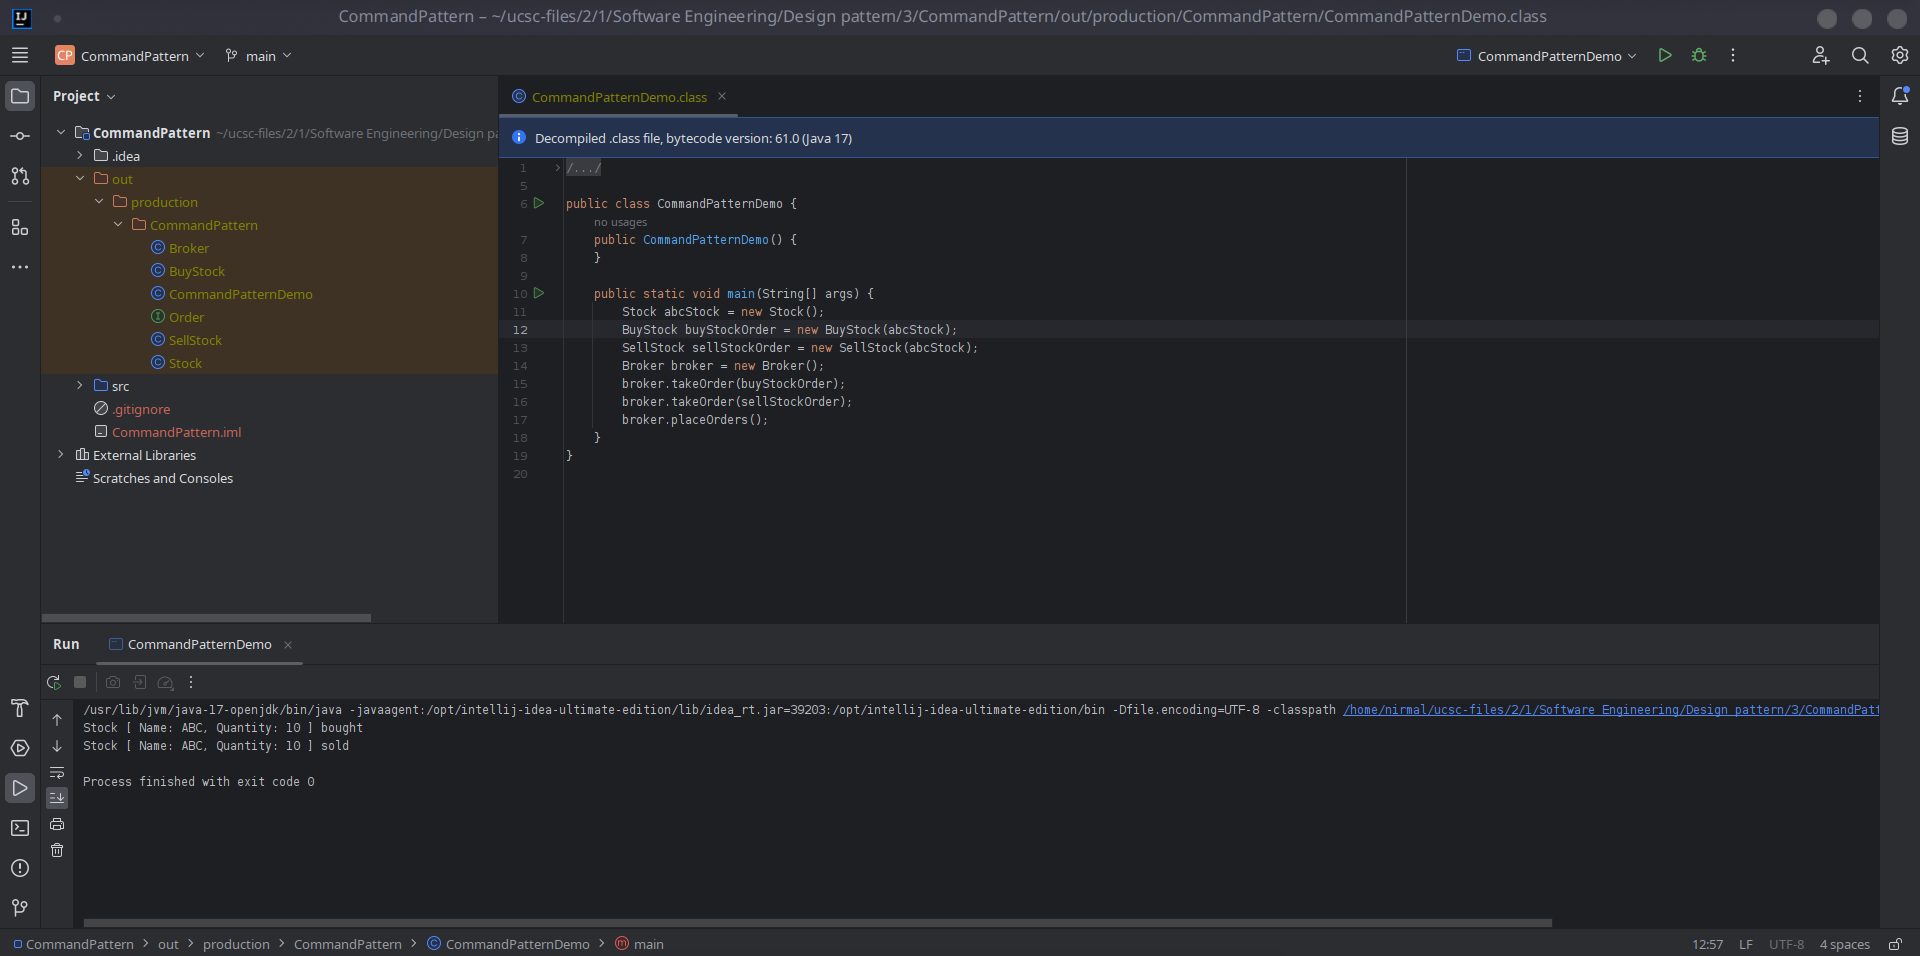 CommandPattern – ~/ucsc-files/2/1/Software Engineering/Design pattern/3/CommandPattern/out/production/CommandPattern/CommandPatternDemo.class
CP CommandPattern main CommandPatternDemo
Project
CommandPattern ~/ucsc-files/2/1/Software Engineering/Design pa
.idea
out
production
CommandPattern
Broker
BuyStock
CommandPatternDemo
Order
SellStock
Stock
src
.gitignore
CommandPattern.iml
External Libraries
Scratches and Consoles
CommandPatternDemo.class
Decompiled .class file, bytecode version: 61.0 (Java 17)
1 /.../
5
6 public class CommandPatternDemo {
no usages
7 public CommandPatternDemo() {
8 }
9
10 public static void main(String[] args) {
11 Stock abcStock = new Stock();
12 BuyStock buyStockOrder = new BuyStock(abcStock);
13 SellStock sellStockOrder = new SellStock(abcStock);
14 Broker broker = new Broker();
15 broker.takeOrder(buyStockOrder);
16 broker.takeOrder(sellStockOrder);
17 broker.placeOrders();
18 }
19 }
20
Run CommandPatternDemo
/usr/lib/jvm/java-17-openjdk/bin/java -javaagent:/opt/intellij-idea-ultimate-edition/lib/idea_rt.jar=39203:/opt/intellij-idea-ultimate-edition/bin -Dfile.encoding=UTF-8 -classpath /home/nirmal/ucsc-files/2/1/Software Engineering/Design pattern/3/CommandPatt
Stock [ Name: ABC, Quantity: 10 ] bought
Stock [ Name: ABC, Quantity: 10 ] sold
Process finished with exit code 0
CommandPattern > out > production > CommandPattern > CommandPatternDemo > main
12:57 LF UTF-8 4 spaces